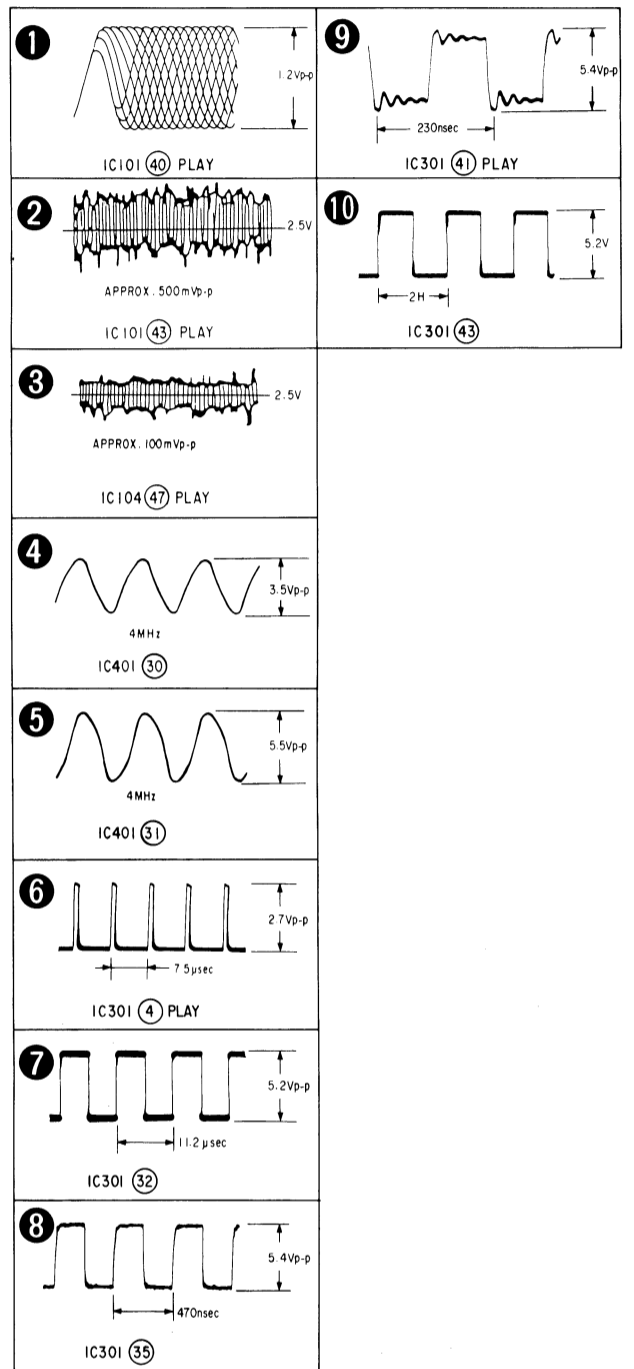 1
1.2Vp-p
IC101 40 PLAY
2
2.5V
APPROX. 500mVp-p
IC101 43 PLAY
3
2.5V
APPROX. 100mVp-p
IC104 47 PLAY
4
3.5Vp-p
4MHz
IC401 30
5
5.5Vp-p
4MHz
IC401 31
6
2.7Vp-p
7.5µsec
IC301 4 PLAY
7
5.2Vp-p
11.2µsec
IC301 32
8
5.4Vp-p
470nsec
IC301 35
9
5.4Vp-p
230nsec
IC301 41 PLAY
10
5.2V
2H
IC301 43